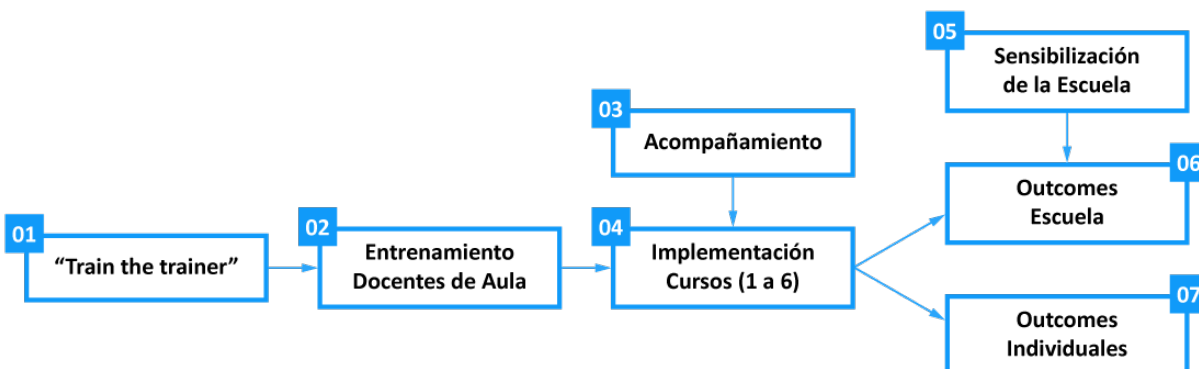 01
“Train the trainer”
02
Entrenamiento
Docentes de Aula
03
Acompañamiento
04
Implementación
Cursos (1 a 6)
05
Sensibilización
de la Escuela
06
Outcomes
Escuela
07
Outcomes
Individuales